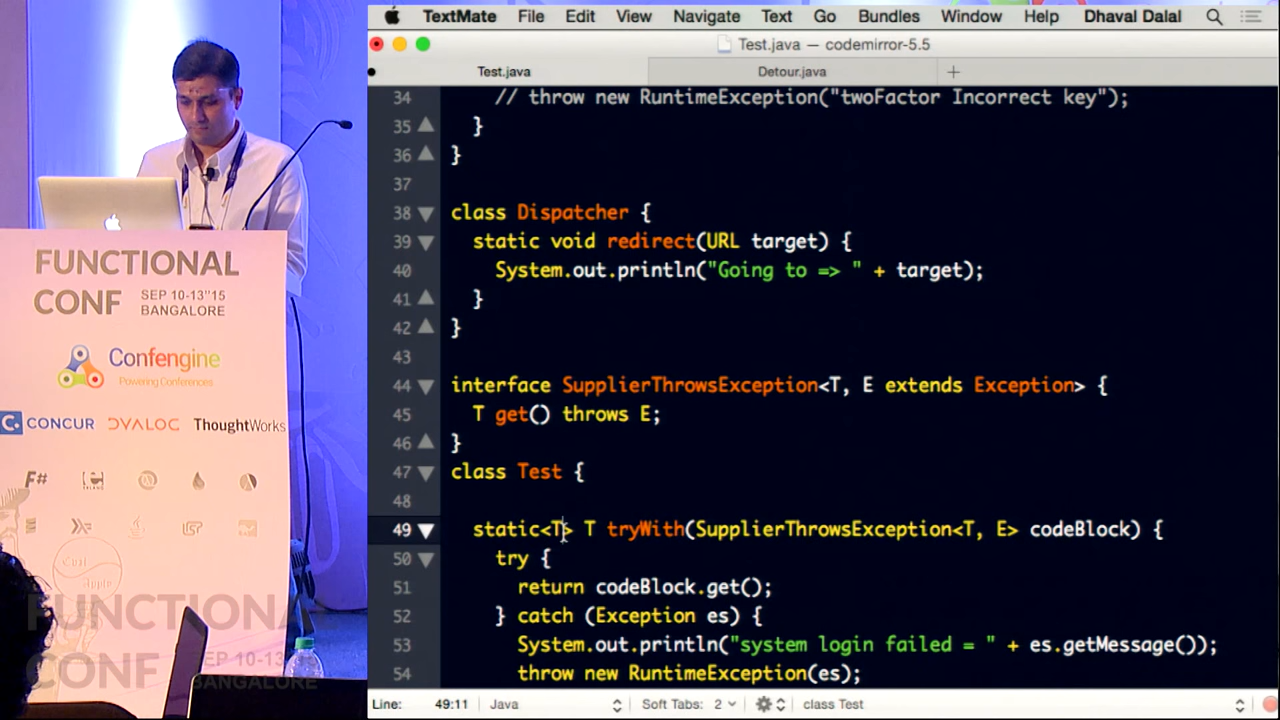 TextMate File Edit View Navigate Text Go Bundles Window Help Dhaval Dalal
Test.java — codemirror-5.5
Test.java Detour.java +
34 // throw new RuntimeException("twoFactor Incorrect key");
35 }
36 }
37
38 class Dispatcher {
39 static void redirect(URL target) {
40 System.out.println("Going to => " + target);
41 }
42 }
43
44 interface SupplierThrowsException<T, E extends Exception> {
45 T get() throws E;
46 }
47 class Test {
48
49 static<T> T tryWith(SupplierThrowsException<T, E> codeBlock) {
50 try {
51 return codeBlock.get();
52 } catch (Exception es) {
53 System.out.println("system login failed = " + es.getMessage());
54 throw new RuntimeException(es);
Line: 49:11 Java Soft Tabs: 2 class Test
FUNCTIONAL
CONF SEP 10-13"15
BANGALORE
Confengine
Powering Conferences
CONCUR DVALOC ThoughtWorks
F#
LISP
FUNCTIONAL
CONF SEP 10-13"
BANGALORE